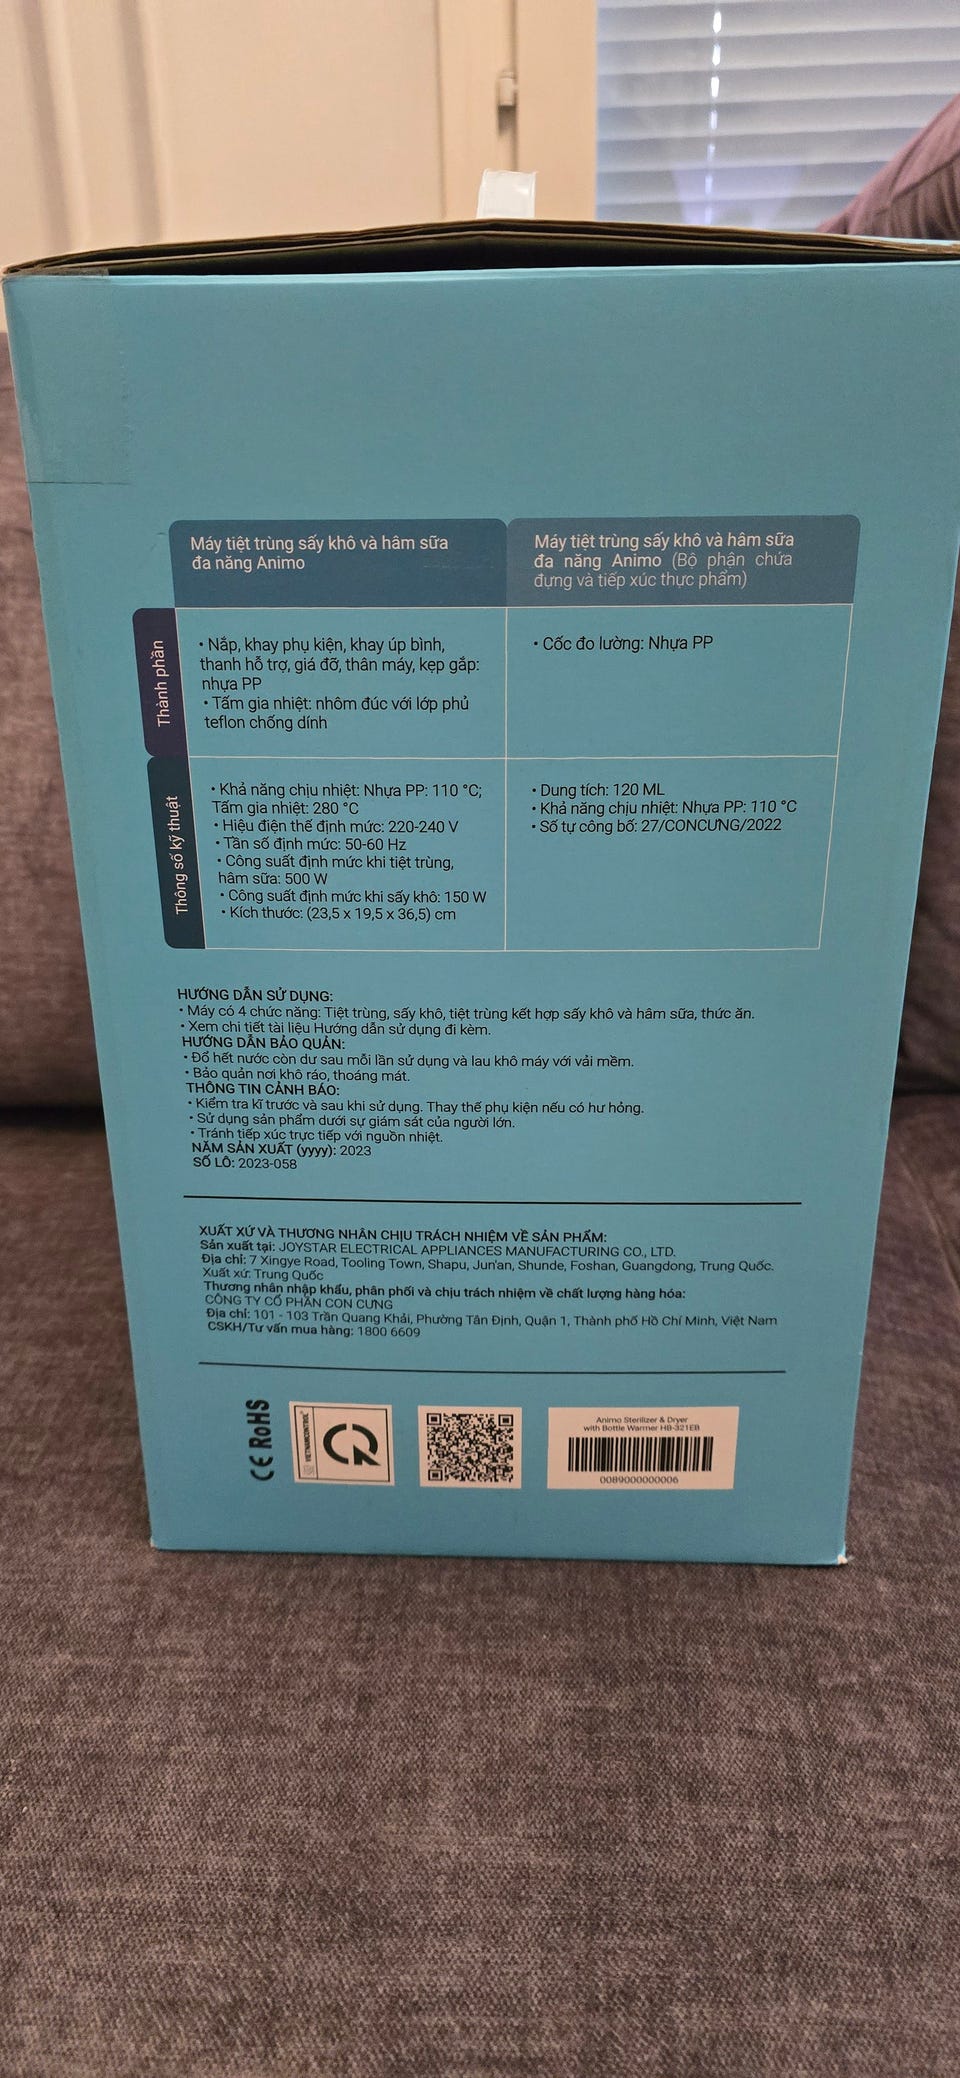 Máy tiệt trùng sấy khô và hâm sữa
đa năng Animo
Máy tiệt trùng sấy khô và hâm sữa
đa năng Animo (Bộ phận chứa
đựng và tiếp xúc thực phẩm)
Thành phần
• Nắp, khay phụ kiện, khay úp bình,
thanh hỗ trợ, giá đỡ, thân máy, kẹp gắp:
nhựa PP
• Tấm gia nhiệt: nhôm đúc với lớp phủ
teflon chống dính
• Cốc đo lường: Nhựa PP
Thông số kỹ thuật
• Khả năng chịu nhiệt: Nhựa PP: 110 °C;
Tấm gia nhiệt: 280 °C
• Hiệu điện thế định mức: 220-240 V
• Tần số định mức: 50-60 Hz
• Công suất định mức khi tiệt trùng,
hâm sữa: 500 W
• Công suất định mức khi sấy khô: 150 W
• Kích thước: (23,5 x 19,5 x 36,5) cm
• Dung tích: 120 ML
• Khả năng chịu nhiệt: Nhựa PP: 110 °C
• Số tự công bố: 27/CONCUNG/2022
HƯỚNG DẪN SỬ DỤNG:
• Máy có 4 chức năng: Tiệt trùng, sấy khô, tiệt trùng kết hợp sấy khô và hâm sữa, thức ăn.
• Xem chi tiết tài liệu Hướng dẫn sử dụng đi kèm.
HƯỚNG DẪN BẢO QUẢN:
• Đổ hết nước còn dư sau mỗi lần sử dụng và lau khô máy với vải mềm.
• Bảo quản nơi khô ráo, thoáng mát.
THÔNG TIN CẢNH BÁO:
• Kiểm tra kĩ trước và sau khi sử dụng. Thay thế phụ kiện nếu có hư hỏng.
• Sử dụng sản phẩm dưới sự giám sát của người lớn.
• Tránh tiếp xúc trực tiếp với nguồn nhiệt.
NĂM SẢN XUẤT (yyyy): 2023
SỐ LÔ: 2023-058
XUẤT XỨ VÀ THƯƠNG NHÂN CHỊU TRÁCH NHIỆM VỀ SẢN PHẨM:
Sản xuất tại: JOYSTAR ELECTRICAL APPLIANCES MANUFACTURING CO., LTD.
Địa chỉ: 7 Xingye Road, Tooling Town, Shapu, Jun'an, Shunde, Foshan, Guangdong, Trung Quốc.
Xuất xứ: Trung Quốc
Thương nhân nhập khẩu, phân phối và chịu trách nhiệm về chất lượng hàng hóa:
CÔNG TY CỔ PHẦN CON CƯNG
Địa chỉ: 101 - 103 Trần Quang Khải, Phường Tân Định, Quận 1, Thành phố Hồ Chí Minh, Việt Nam
CSKH/Tư vấn mua hàng: 1800 6609
CE RoHS
VIETNAMCONTROL
Animo Sterilizer & Dryer
with Bottle Warmer HB-321EB
0089000000006